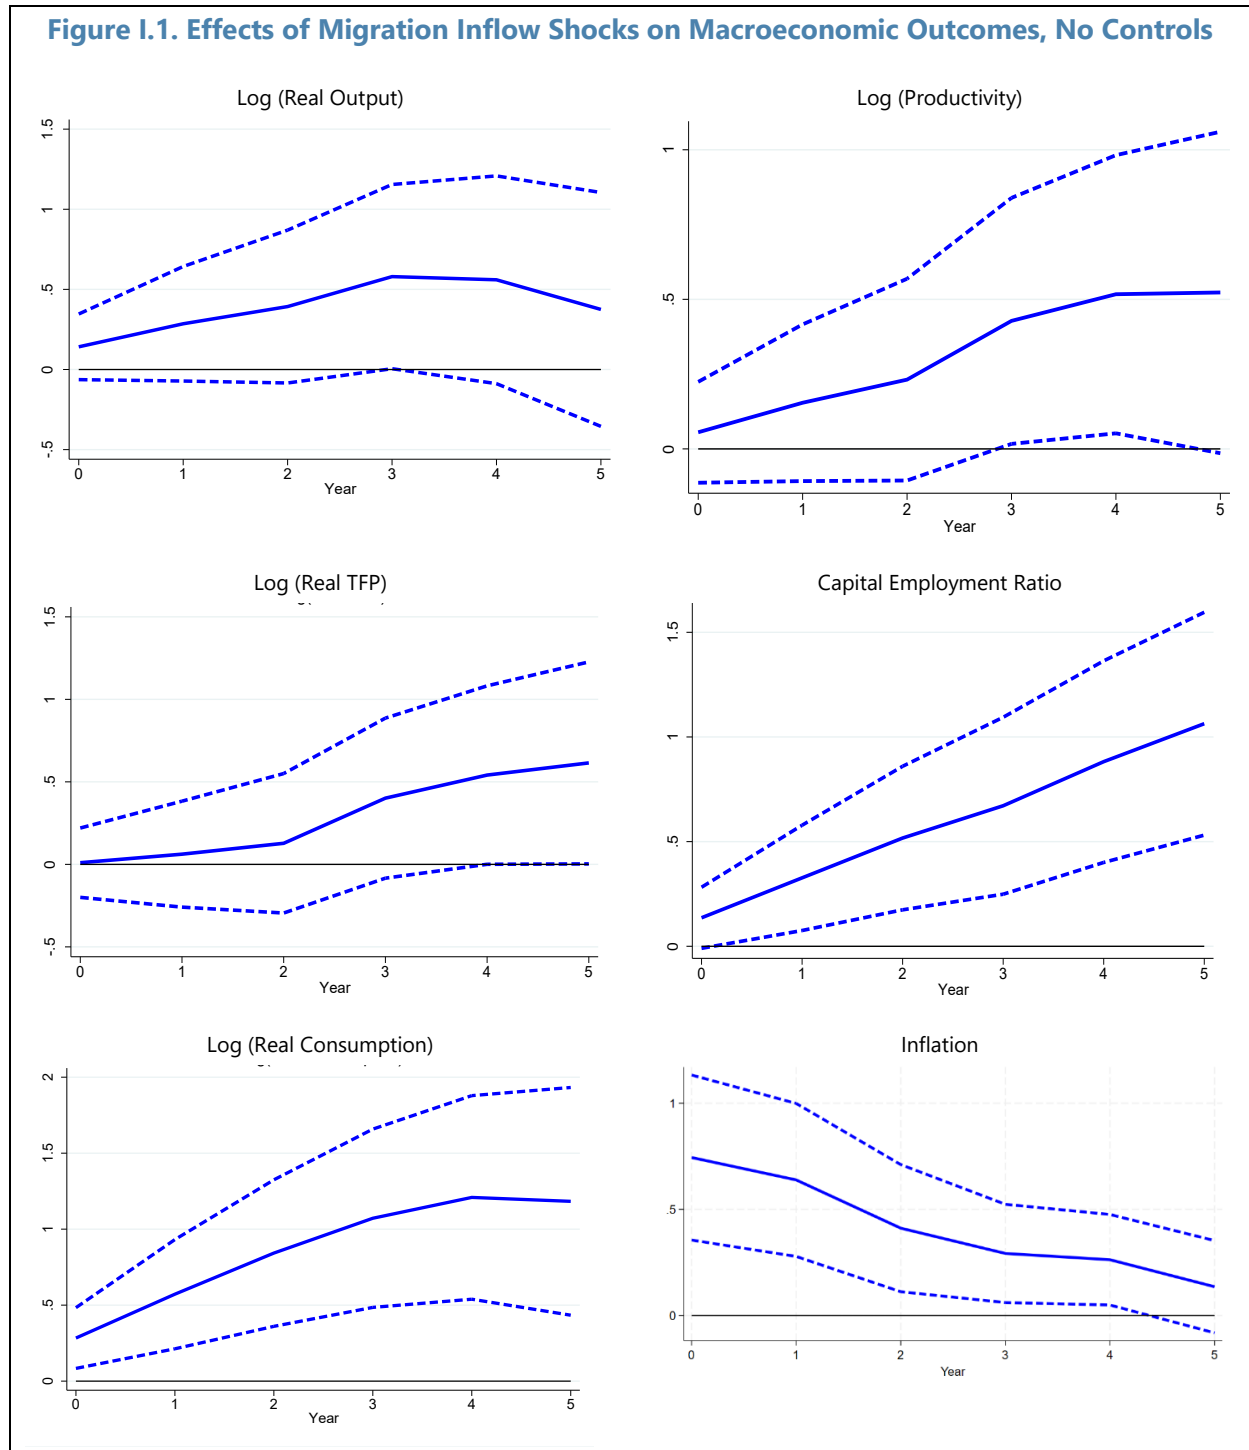 Figure I.1. Effects of Migration Inflow Shocks on Macroeconomic Outcomes, No Controls
Log (Real Output)
1.5
1
.5
0
-.5
0 1 2 3 4 5
Year
Log (Productivity)
1
.5
0
0 1 2 3 4 5
Year
Log (Real TFP)
1.5
1
.5
0
-.5
0 1 2 3 4 5
Year
Capital Employment Ratio
1.5
1
.5
0
0 1 2 3 4 5
Year
Log (Real Consumption)
2
1.5
1
.5
0
0 1 2 3 4 5
Year
Inflation
1
.5
0
0 1 2 3 4 5
Year